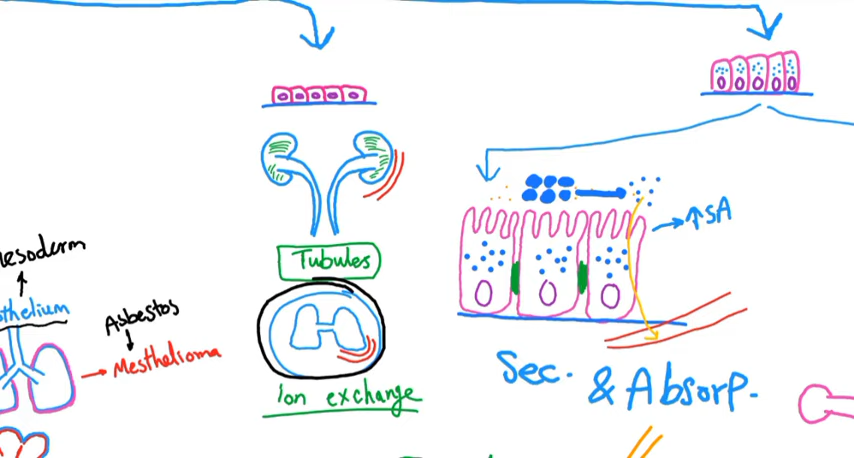 ↑SA
Tubules
esoderm
thelium
Asbestos
Mesthelioma
Ion exchange
Sec. & Absorp.